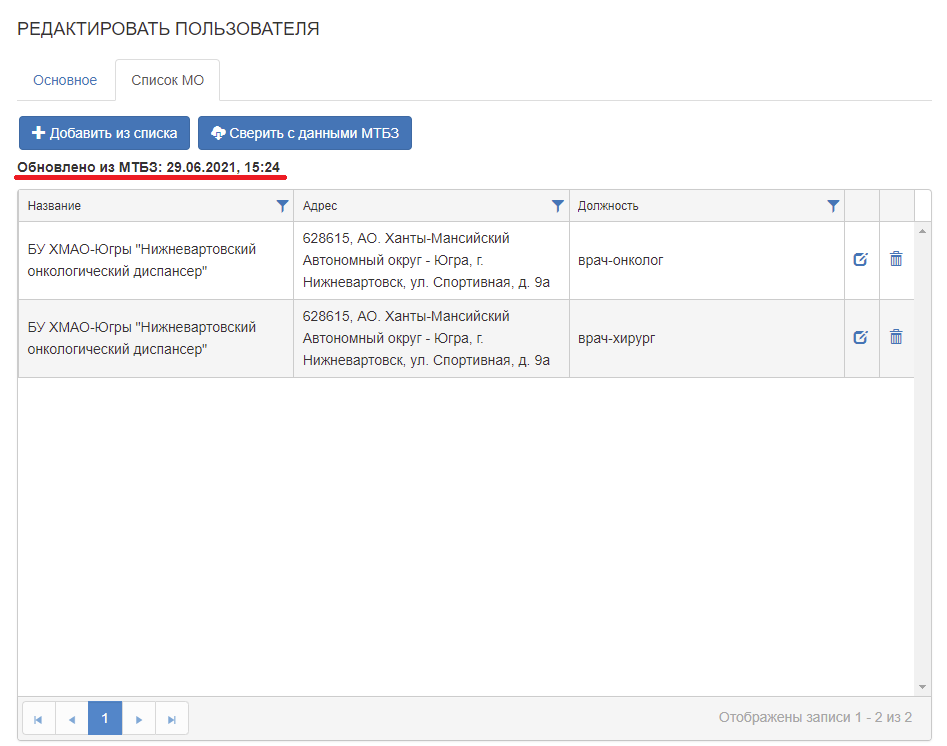 РЕДАКТИРОВАТЬ ПОЛЬЗОВАТЕЛЯ
Основное
Список МО
Добавить из списка
Сверить с данными МТБЗ
Обновлено из МТБЗ: 29.06.2021, 15:24
Название
Адрес
Должность
БУ ХМАО-Югры "Нижневартовский
онкологический диспансер"
628615, АО. Ханты-Мансийский
Автономный округ - Югра, г.
Нижневартовск, ул. Спортивная, д. 9а
врач-онколог
БУ ХМАО-Югры "Нижневартовский
онкологический диспансер"
628615, АО. Ханты-Мансийский
Автономный округ - Югра, г.
Нижневартовск, ул. Спортивная, д. 9а
врач-хирург
1
Отображены записи 1 - 2 из 2